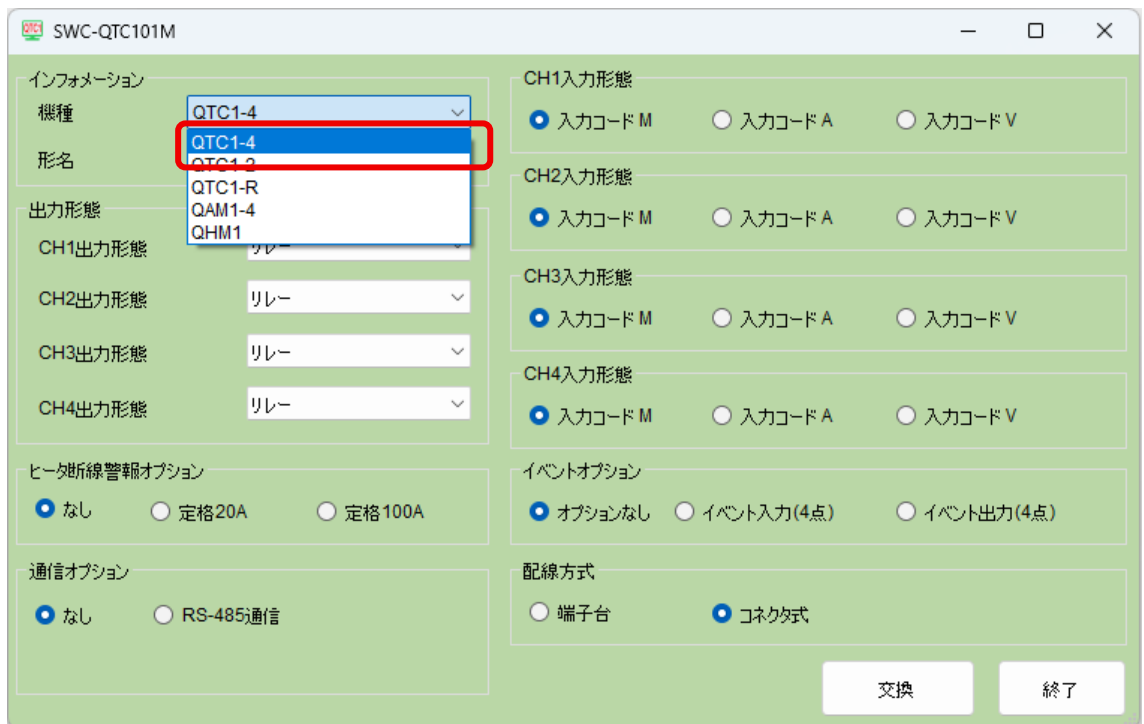 QTC1 SWC-QTC101M
インフォメーション
機種
QTC1-4
QTC1-4
QTC1-2
QTC1-R
QAM1-4
QHM1
形名
出力形態
CH1出力形態 リレー
CH2出力形態 リレー
CH3出力形態 リレー
CH4出力形態 リレー
ヒータ断線警報オプション
なし 定格20A 定格100A
通信オプション
なし RS-485通信
CH1入力形態
入力コード M 入力コード A 入力コード V
CH2入力形態
入力コード M 入力コード A 入力コード V
CH3入力形態
入力コード M 入力コード A 入力コード V
CH4入力形態
入力コード M 入力コード A 入力コード V
イベントオプション
オプションなし イベント入力(4点) イベント出力(4点)
配線方式
端子台 コネクタ式
交換 終了